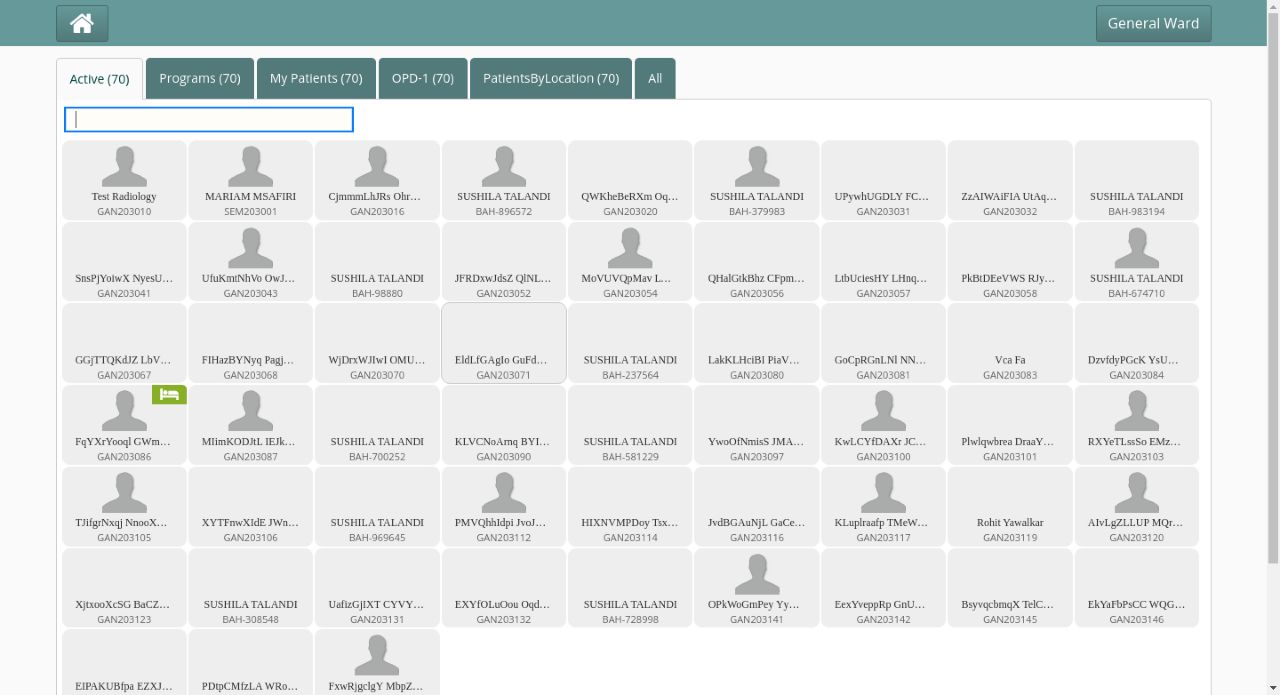 General Ward
Active (70)
Programs (70)
My Patients (70)
OPD-1 (70)
PatientsByLocation (70)
All
Test Radiology
GAN203010
MARIAM MSAFIRI
SEM203001
CjmmmLhJRs Ohr…
GAN203016
SUSHILA TALANDI
BAH-896572
QWKheBeRXm Oq…
GAN203020
SUSHILA TALANDI
BAH-379983
UPywhUGDLY FC…
GAN203031
ZzAIWAiFIA UtAq…
GAN203032
SUSHILA TALANDI
BAH-983194
SnsPjYoiwX NyesU…
GAN203041
UfuKmtNhVo OwJ…
GAN203043
SUSHILA TALANDI
BAH-98880
JFRDxwJdsZ QlNL…
GAN203052
MoVUVQpMav L…
GAN203054
QHalGtkBhz CFpm…
GAN203056
LtbUciesHY LHnq…
GAN203057
PkBtDEeVWS RJy…
GAN203058
SUSHILA TALANDI
BAH-674710
GGjTTQKdJZ LbV…
GAN203067
FIHazBYNyq Pagj…
GAN203068
WjDrxWJIwI OMU…
GAN203070
EldLfGAgIo GuFd…
GAN203071
SUSHILA TALANDI
BAH-237564
LakKLHciBI PiaV…
GAN203080
GoCpRGnLNl NN…
GAN203081
Vca Fa
GAN203083
DzvfdyPGcK YsU…
GAN203084
FqYXrYooql GWm…
GAN203086
MIimKODJtL IEJk…
GAN203087
SUSHILA TALANDI
BAH-700252
KLVCNoArnq BYI…
GAN203090
SUSHILA TALANDI
BAH-581229
YwoOfNmisS JMA…
GAN203097
KwLCYfDAXr JC…
GAN203100
Plwlqwbrea DraaY…
GAN203101
RXYeTLssSo EMz…
GAN203103
TJifgrNxqj NnooX…
GAN203105
XYTFnwXIdE JWn…
GAN203106
SUSHILA TALANDI
BAH-969645
PMVQhhIdpi JvoJ…
GAN203112
HIXNVMPDoy Tsx…
GAN203114
JvdBGAuNjL GaCe…
GAN203116
KLuplraafp TMeW…
GAN203117
Rohit Yawalkar
GAN203119
AIvLgZLLUP MQr…
GAN203120
XjtxooXcSG BaCZ…
GAN203123
SUSHILA TALANDI
BAH-308548
UafizGjIXT CYVY…
GAN203131
EXYfOLuOou Oqd…
GAN203132
SUSHILA TALANDI
BAH-728998
OPkWoGmPey Yy…
GAN203141
EexYveppRp GnU…
GAN203142
BsyvqcbmqX TelC…
GAN203145
EkYaFbPsCC WQG…
GAN203146
EIPAKUBfpa EZXJ…
PDtpCMfzLA WRo…
FxwRjgclgY MbpZ…